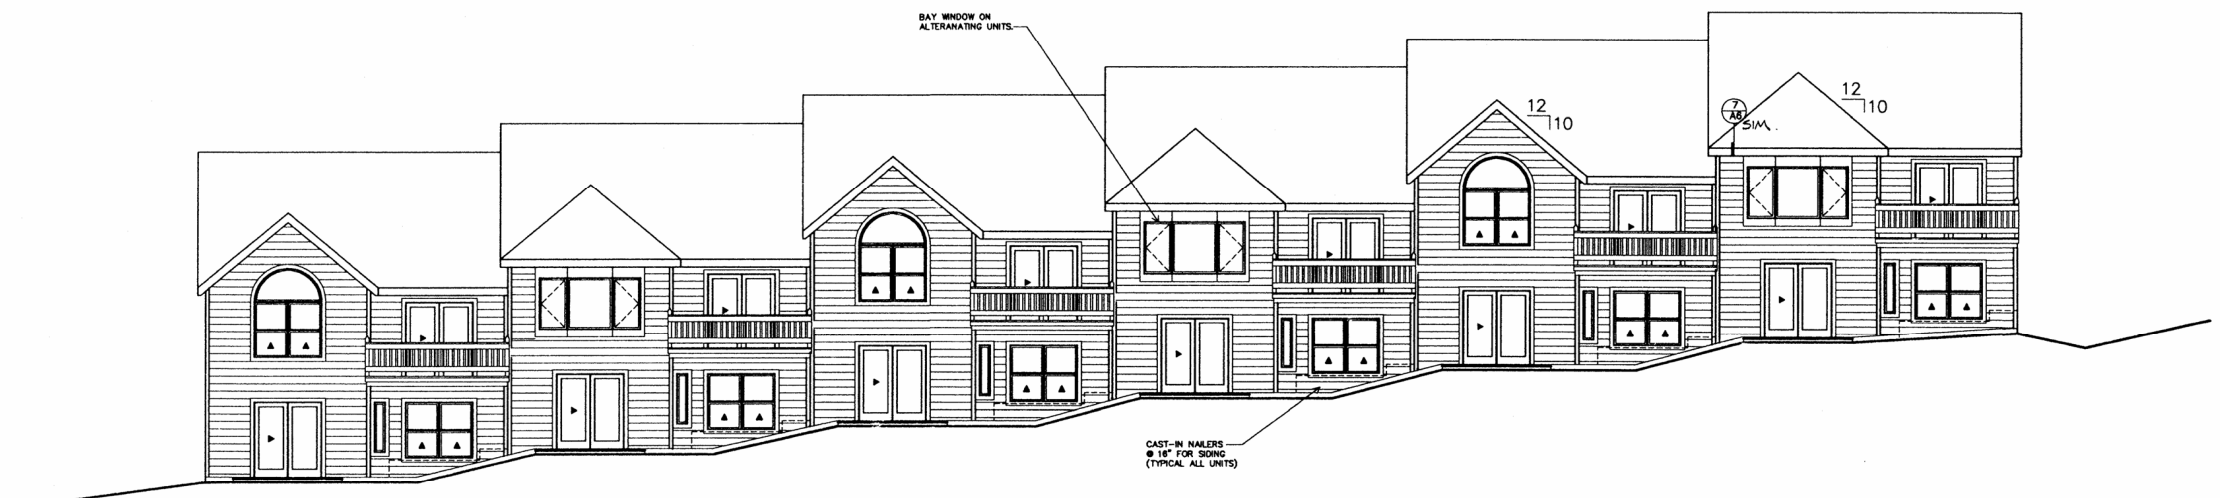 BAY WINDOW ON
ALTERANATING UNITS.
12
10
7
A6
SIM.
12
10
CAST-IN NAILERS
@ 16" FOR SIDING
(TYPICAL ALL UNITS)